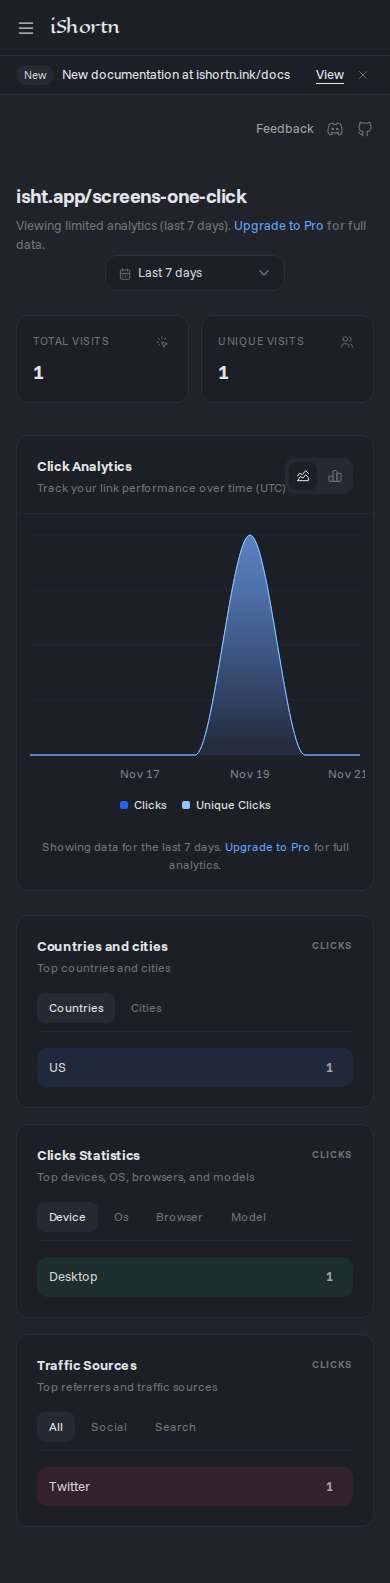 iShortn
New New documentation at ishortn.ink/docs View
Feedback
isht.app/screens-one-click
Viewing limited analytics (last 7 days). Upgrade to Pro for full
data.
Last 7 days
TOTAL VISITS
1
UNIQUE VISITS
1
Click Analytics
Track your link performance over time (UTC)
Nov 17 Nov 19 Nov 21
Clicks Unique Clicks
Showing data for the last 7 days. Upgrade to Pro for full
analytics.
Countries and cities CLICKS
Top countries and cities
Countries Cities
US 1
Clicks Statistics CLICKS
Top devices, OS, browsers, and models
Device Os Browser Model
Desktop 1
Traffic Sources CLICKS
Top referrers and traffic sources
All Social Search
Twitter 1